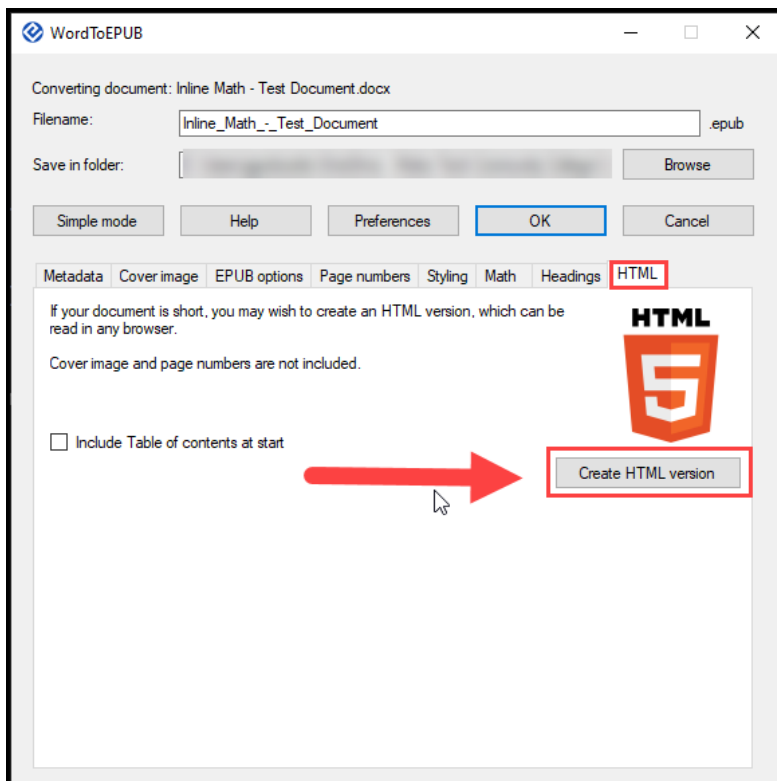 WordToEPUB
Converting document: Inline Math - Test Document.docx
Filename:
Inline_Math_-_Test_Document
.epub
Save in folder:
Browse
Simple mode
Help
Preferences
OK
Cancel
Metadata
Cover image
EPUB options
Page numbers
Styling
Math
Headings
HTML
If your document is short, you may wish to create an HTML version, which can be
read in any browser.
Cover image and page numbers are not included.
HTML
5
Include Table of contents at start
Create HTML version